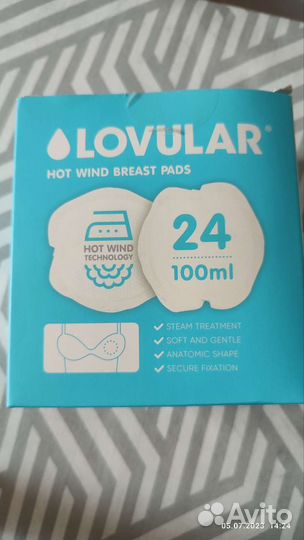 LOVULAR®
HOT WIND BREAST PADS
HOT WIND
TECHNOLOGY
24
100ml
STEAM TREATMENT
SOFT AND GENTLE
ANATOMIC SHAPE
SECURE FIXATION
Avito
05.07.2023 14:24